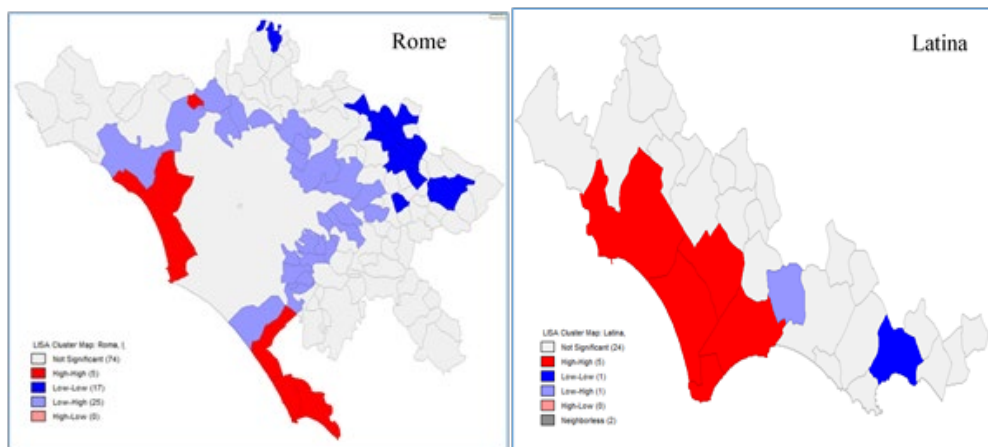 Rome
LISA Cluster Map: Rome, I,
Not Significant (74)
High-High (5)
Low-Low (17)
Low-High (25)
High-Low (0)
Latina
LISA Cluster Map: Latina,
Not Significant (24)
High-High (5)
Low-Low (1)
Low-High (1)
High-Low (0)
Neighborless (2)